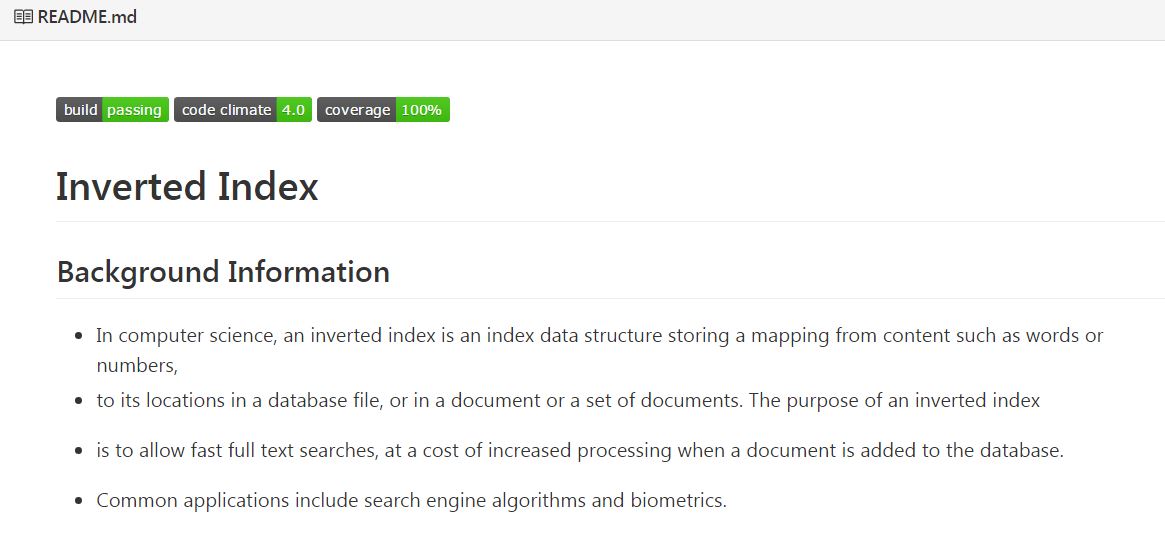 README.md
build passing code climate 4.0 coverage 100%
Inverted Index
Background Information
In computer science, an inverted index is an index data structure storing a mapping from content such as words or
numbers,
to its locations in a database file, or in a document or a set of documents. The purpose of an inverted index
is to allow fast full text searches, at a cost of increased processing when a document is added to the database.
Common applications include search engine algorithms and biometrics.